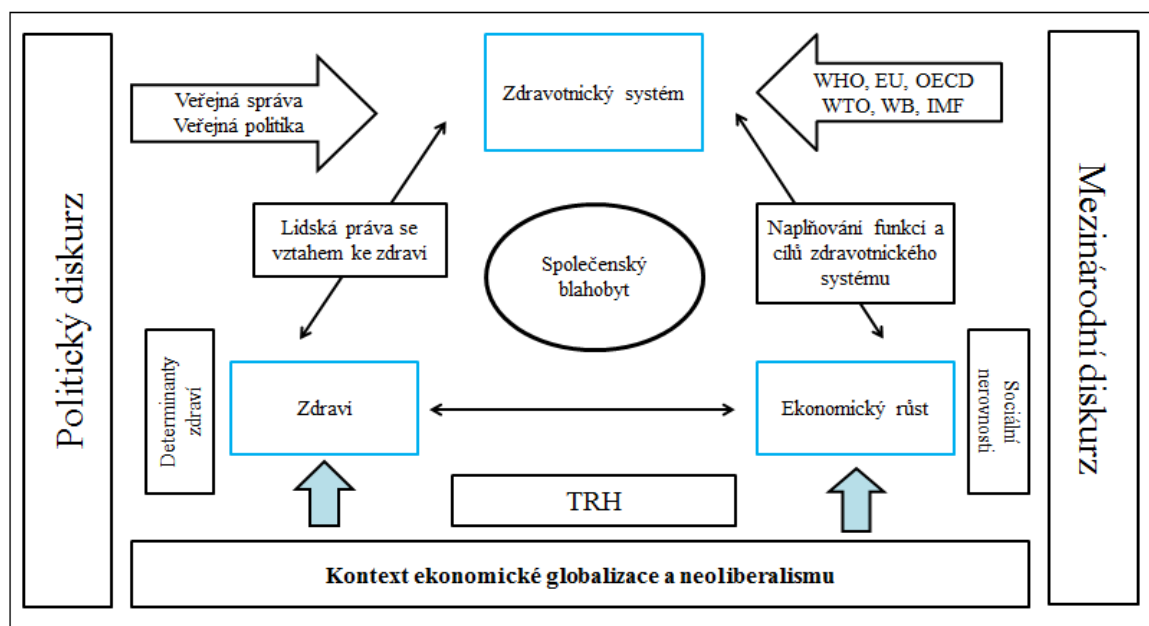 Politický diskurz
Veřejná správa
Veřejná politika
Zdravotnický systém
WHO, EU, OECD
WTO, WB, IMF
Mezinárodní diskurz
Lidská práva se
vztahem ke zdraví
Společenský
blahobyt
Naplňování funkcí a
cílů zdravotnického
systému
Determinanty
zdraví
Zdraví
Ekonomický růst
Sociální
nerovnosti
TRH
Kontext ekonomické globalizace a neoliberalismu